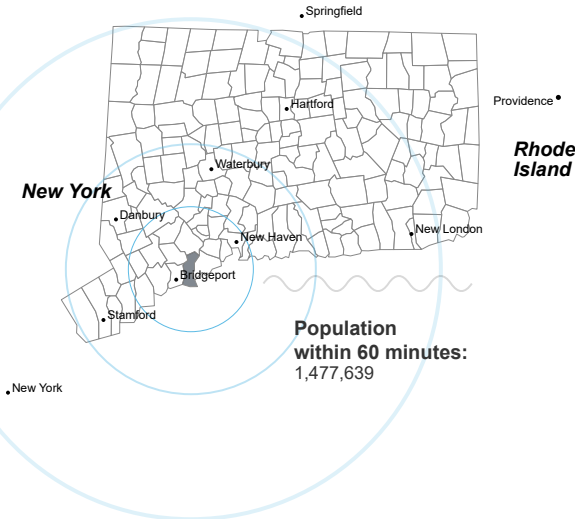 Springfield
Providence
Hartford
Rhode
Island
Waterbury
New York
Danbury
New Haven
New London
Bridgeport
Stamford
Population
within 60 minutes:
1,477,639
New York